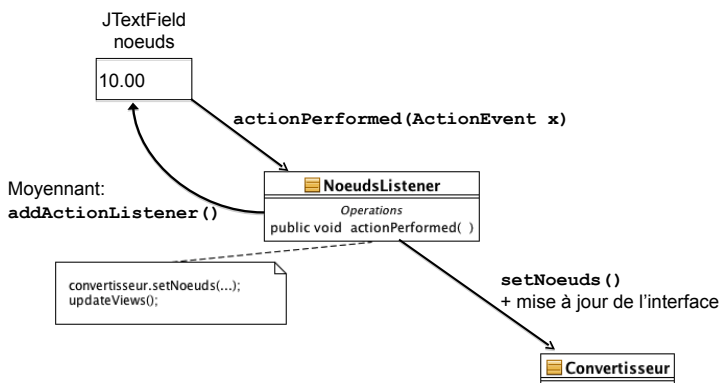 JTextField
noeuds
10.00
actionPerformed(ActionEvent x)
NoeudsListener
Moyennant:
addActionListener()
Operations
public void actionPerformed( )
convertisseur.setNoeuds(...);
updateViews();
setNoeuds()
+ mise à jour de l'interface
Convertisseur